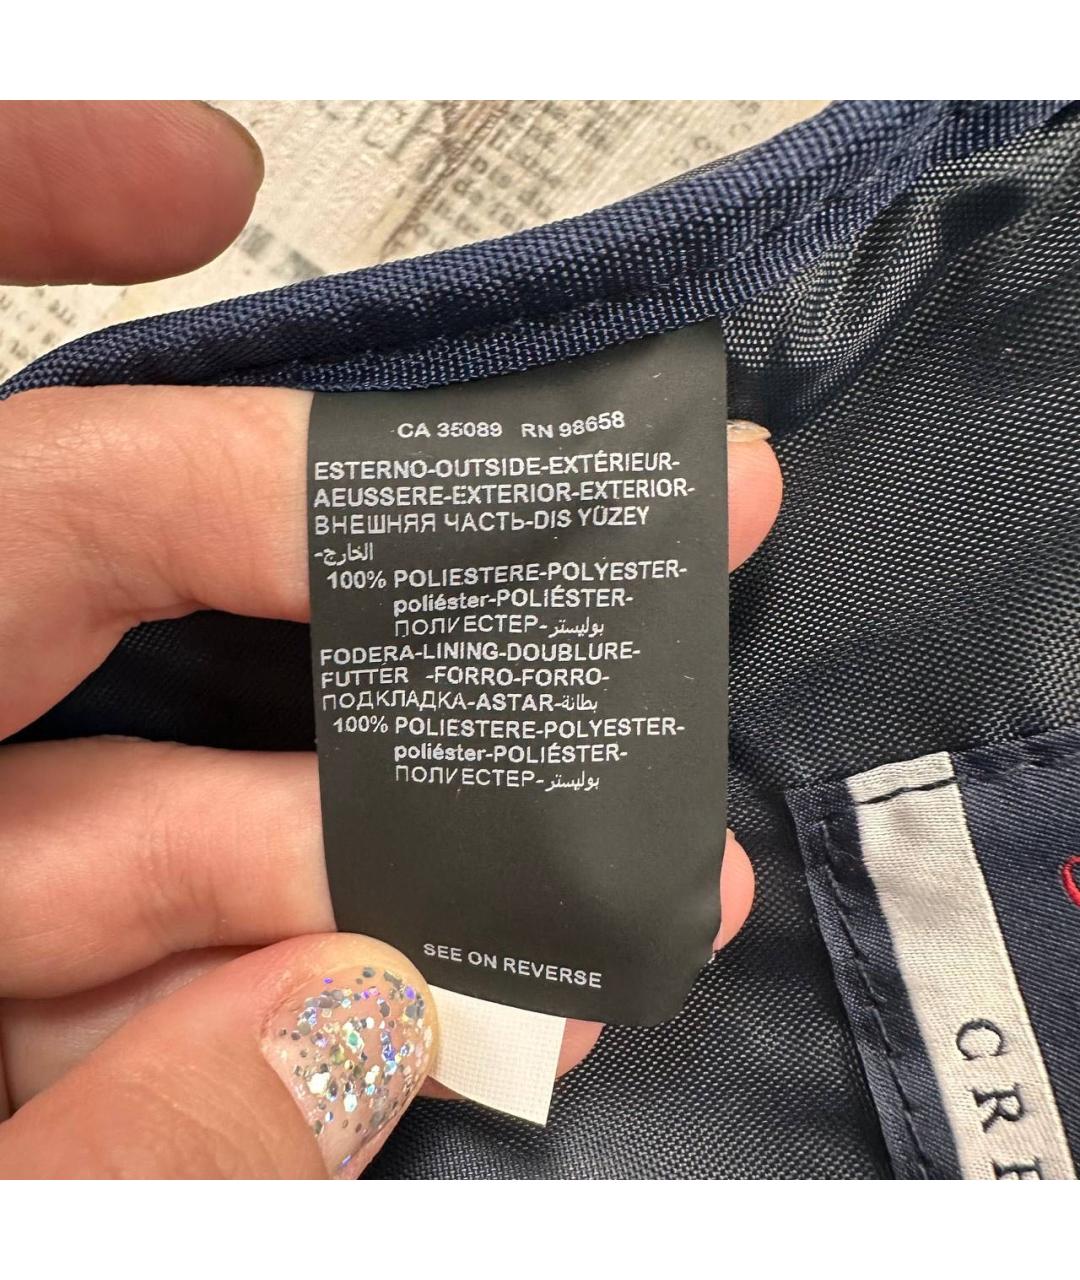 CA 35089 RN 98658
ESTERNO-OUTSIDE-EXTÉRIEUR-
AEUSSERE-EXTERIOR-EXTERIOR-
ВНЕШНЯЯ ЧАСТЬ-DIS YÜZEY
-الخارج
100% POLIESTERE-POLYESTER-
poliéster-POLIÉSTER-
ПОЛИЕСТЕР-بوليستر
FODERA-LINING-DOUBLURE-
FUTTER -FORRO-FORRO-
ПОДКЛАДКА-ASTAR-بطانة
100% POLIESTERE-POLYESTER-
poliéster-POLIÉSTER-
ПОЛИЕСТЕР-بوليستر
SEE ON REVERSE